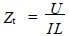 Zt = U
IL